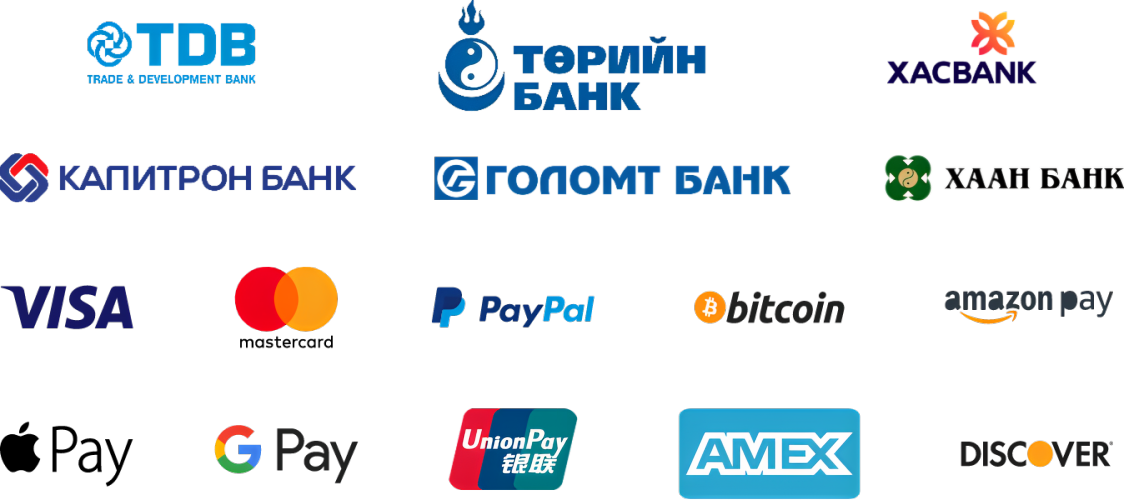 TDB
TRADE & DEVELOPMENT BANK
ТӨРИЙН
БАНК
XACBANK
КАПИТРОН БАНК
ГОЛОМТ БАНК
ХААН БАНК
VISA
mastercard
PayPal
bitcoin
amazon pay
Pay
G Pay
UnionPay
银联
AMEX
DISCOVER